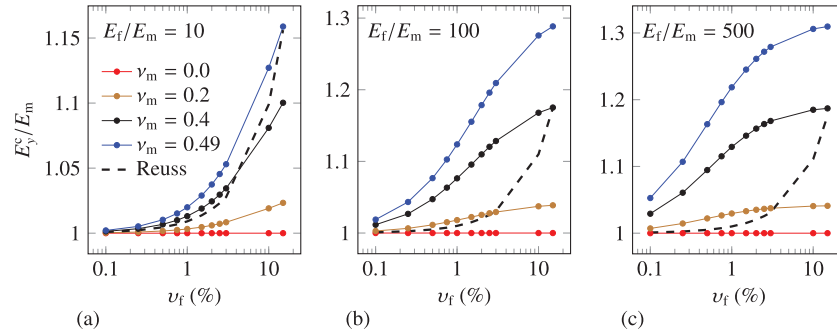 E_y^c/E_m
1.15
1.1
1.05
1
E_f/E_m = 10
ν_m = 0.0
ν_m = 0.2
ν_m = 0.4
ν_m = 0.49
Reuss
0.1 1 10
υ_f (%)
(a)
1.3
1.2
1.1
1
E_f/E_m = 100
0.1 1 10
υ_f (%)
(b)
1.3
1.2
1.1
1
E_f/E_m = 500
0.1 1 10
υ_f (%)
(c)